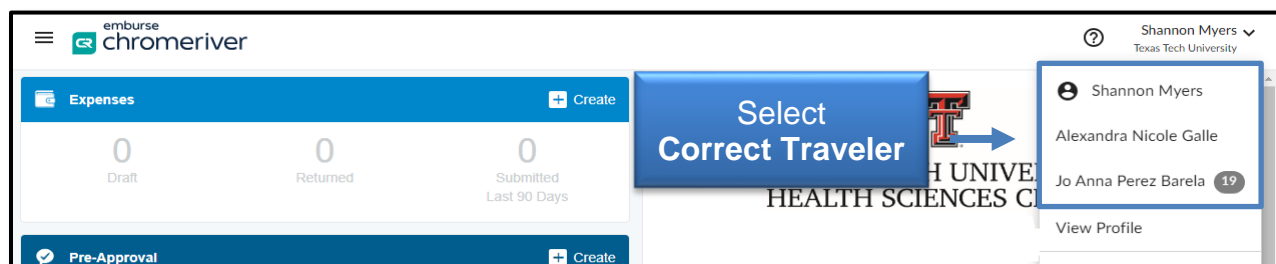 emburse
chromeriver
Shannon Myers
Texas Tech University
Expenses
Create
0
Draft
0
Returned
0
Submitted
Last 90 Days
Pre-Approval
Create
Select
Correct Traveler
H UNIVE
HEALTH SCIENCES C
Shannon Myers
Alexandra Nicole Galle
Jo Anna Perez Barela 19
View Profile